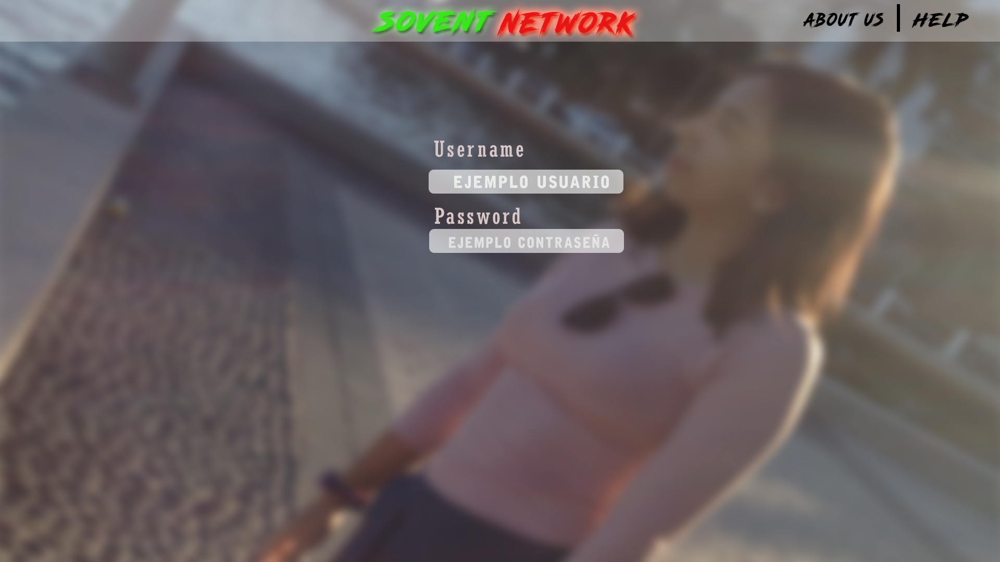 SOVENT NETWORK
ABOUT US | HELP
Username
EJEMPLO USUARIO
Password
EJEMPLO CONTRASEÑA